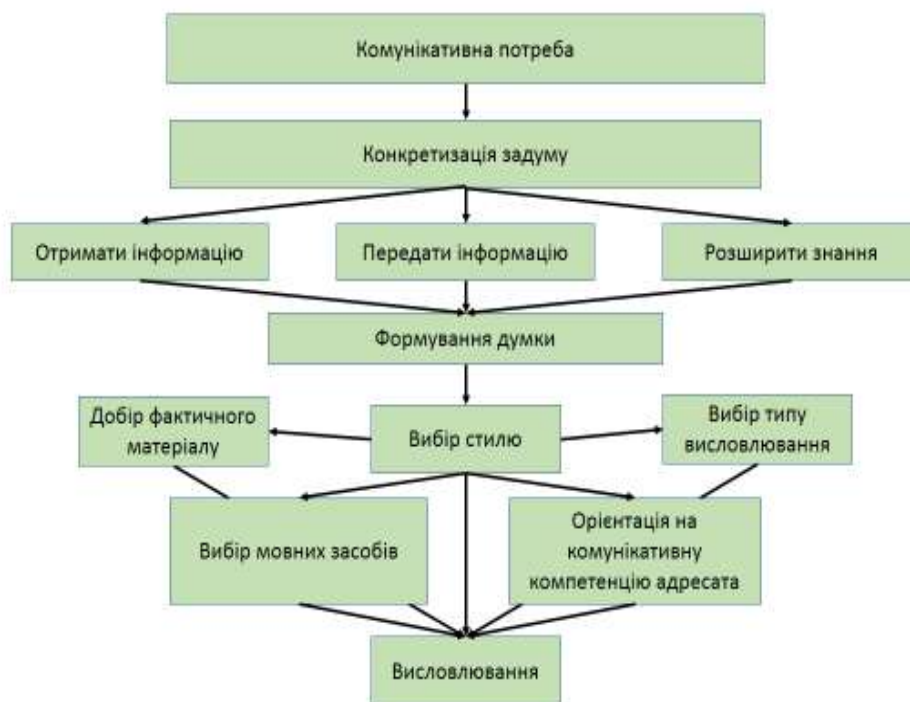 Комунікативна потреба
Конкретизація задуму
Отримати інформацію
Передати інформацію
Розширити знання
Формування думки
Добір фактичного
матеріалу
Вибір стилю
Вибір типу
висловлювання
Вибір мовних засобів
Орієнтація на
комунікативну
компетенцію адресата
Висловлювання